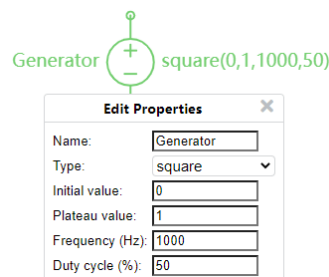 Generator square(0,1,1000,50)
Edit Properties ×
Name: Generator
Type: square
Initial value: 0
Plateau value: 1
Frequency (Hz): 1000
Duty cycle (%): 50